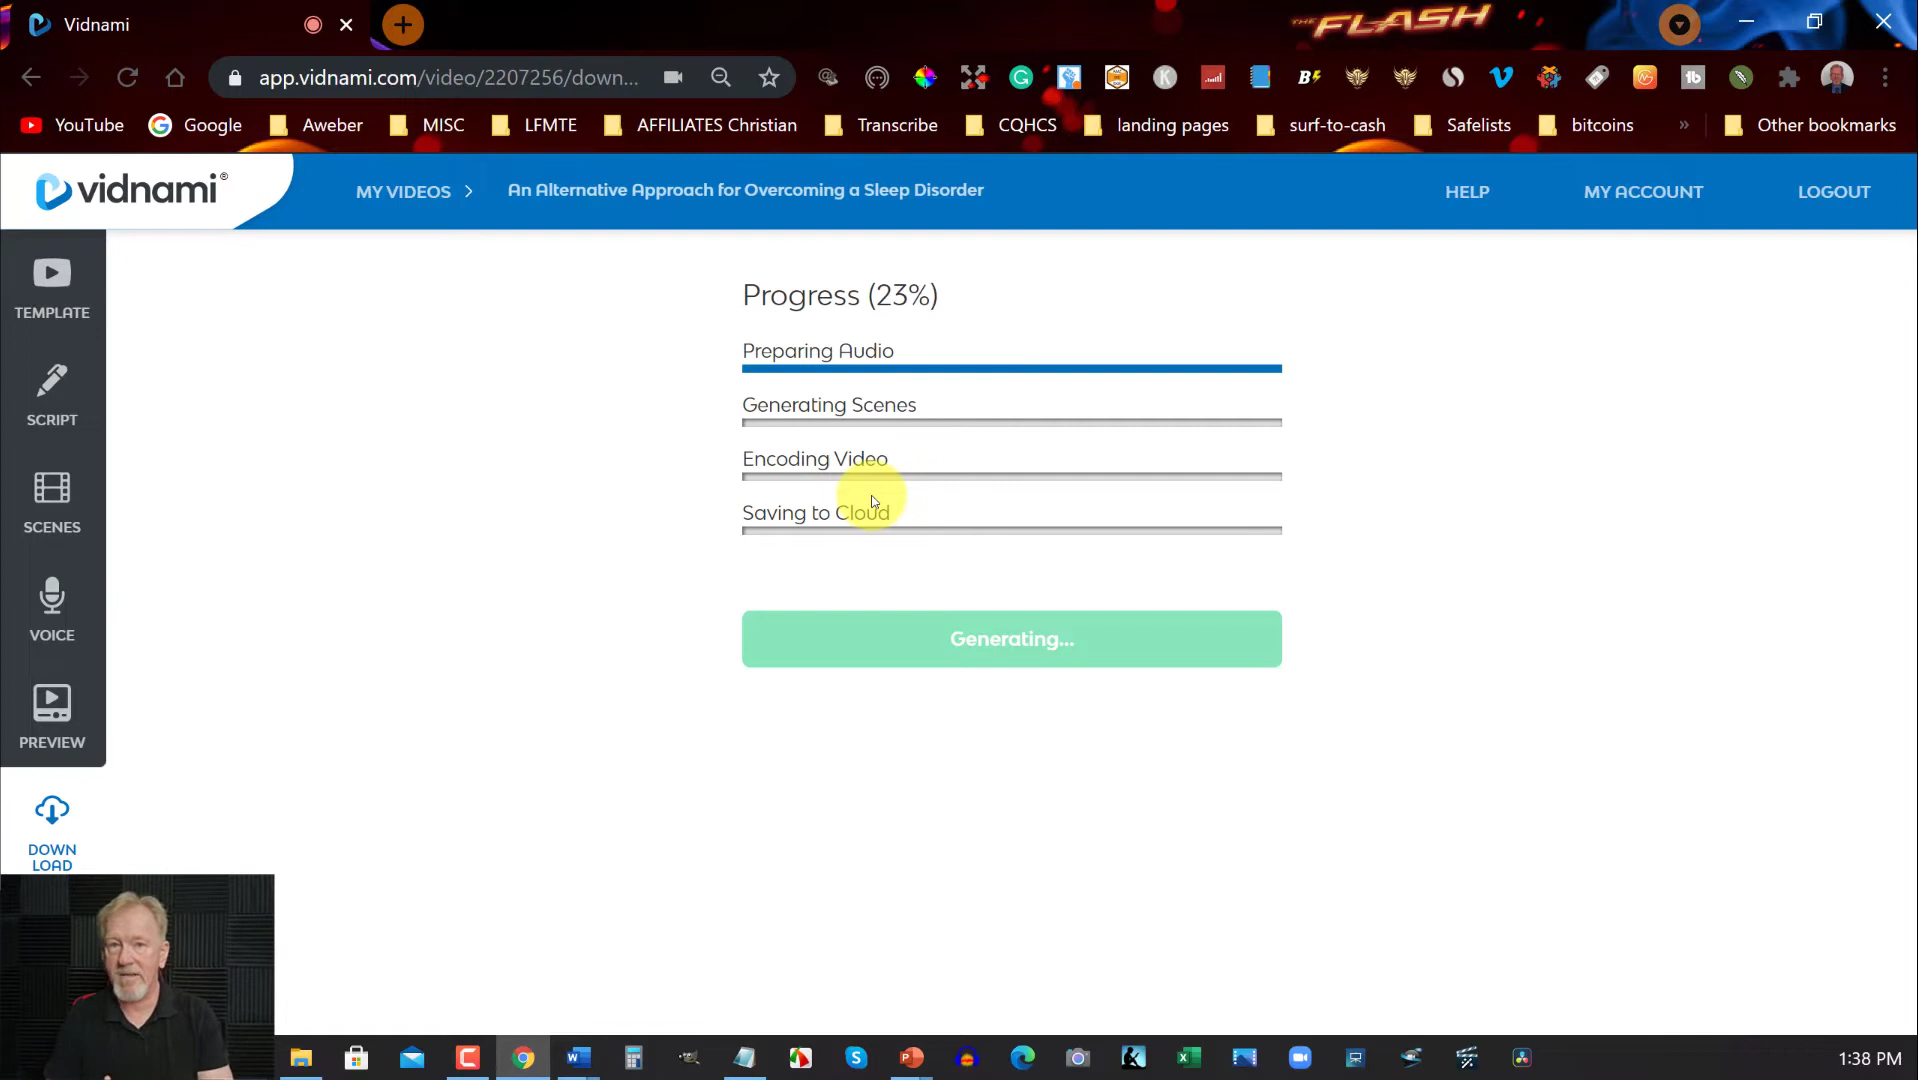 Vidnami
THE FLASH
app.vidnami.com/video/2207256/down...
YouTube
Google
Aweber
MISC
LFMTE
AFFILIATES Christian
Transcribe
CQHCS
landing pages
surf-to-cash
Safelists
bitcoins
»
Other bookmarks
vidnami®
MY VIDEOS >
An Alternative Approach for Overcoming a Sleep Disorder
HELP
MY ACCOUNT
LOGOUT
TEMPLATE
SCRIPT
SCENES
VOICE
PREVIEW
DOWN
LOAD
Progress (23%)
Preparing Audio
Generating Scenes
Encoding Video
Saving to Cloud
Generating...
1:38 PM